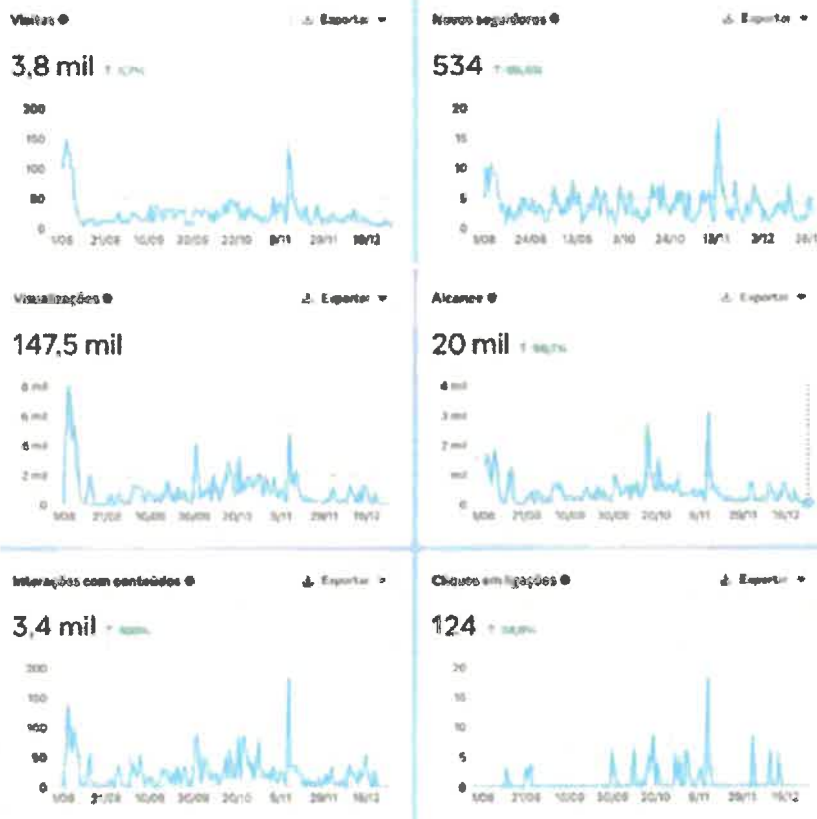 Visitas Exportar
3,8 mil
200
150
100
50
0
1/08 21/08 10/09 30/09 20/10 9/11 29/11 19/12
Novos seguidores Exportar
534
20
15
10
5
0
24/08 13/09 3/10 24/10 2/12
Visualizações Exportar
147,5 mil
8 mil
6 mil
2 mil
0
1/08 21/08 10/09 30/09 20/10 9/11 29/11 19/12
Alcance Exportar
20 mil
4 mil
3 mil
2 mil
mil
0
1/08 21/08 10/09 30/09 20/10 9/11 29/11 19/12
Interações com conteúdos Exportar
3,4 mil
200
150
100
50
0
1/08 21/08 10/09 30/09 20/10 9/11 29/11 19/12
Cliques em ligações Exportar
124
20
15
10
5
0
1/08 21/08 10/09 30/09 20/10 9/11 29/11 19/12